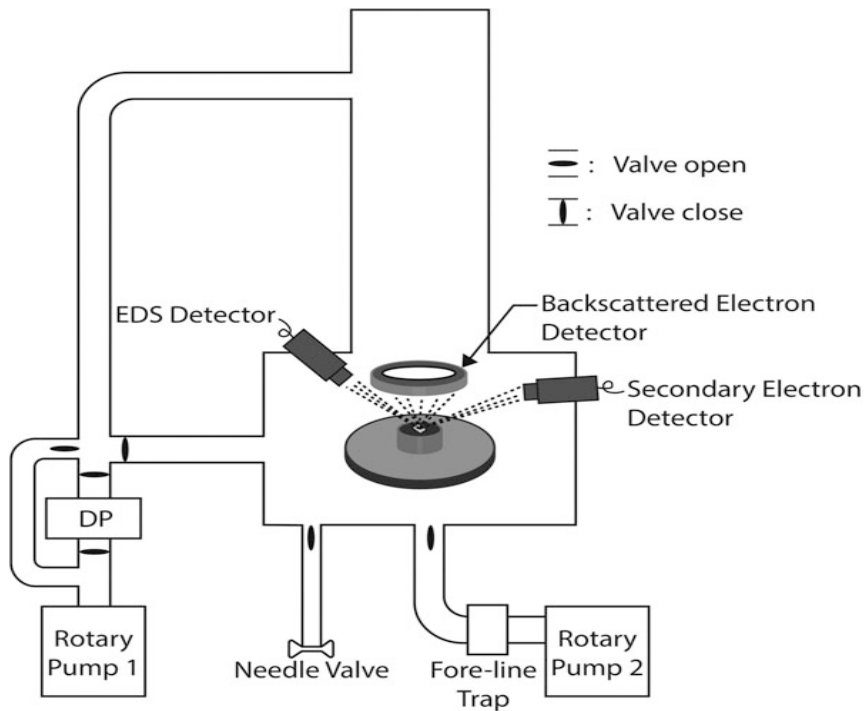 : Valve open
: Valve close
EDS Detector
Backscattered Electron
Detector
Secondary Electron
Detector
DP
Rotary
Pump 1
Needle Valve
Fore-line
Trap
Rotary
Pump 2